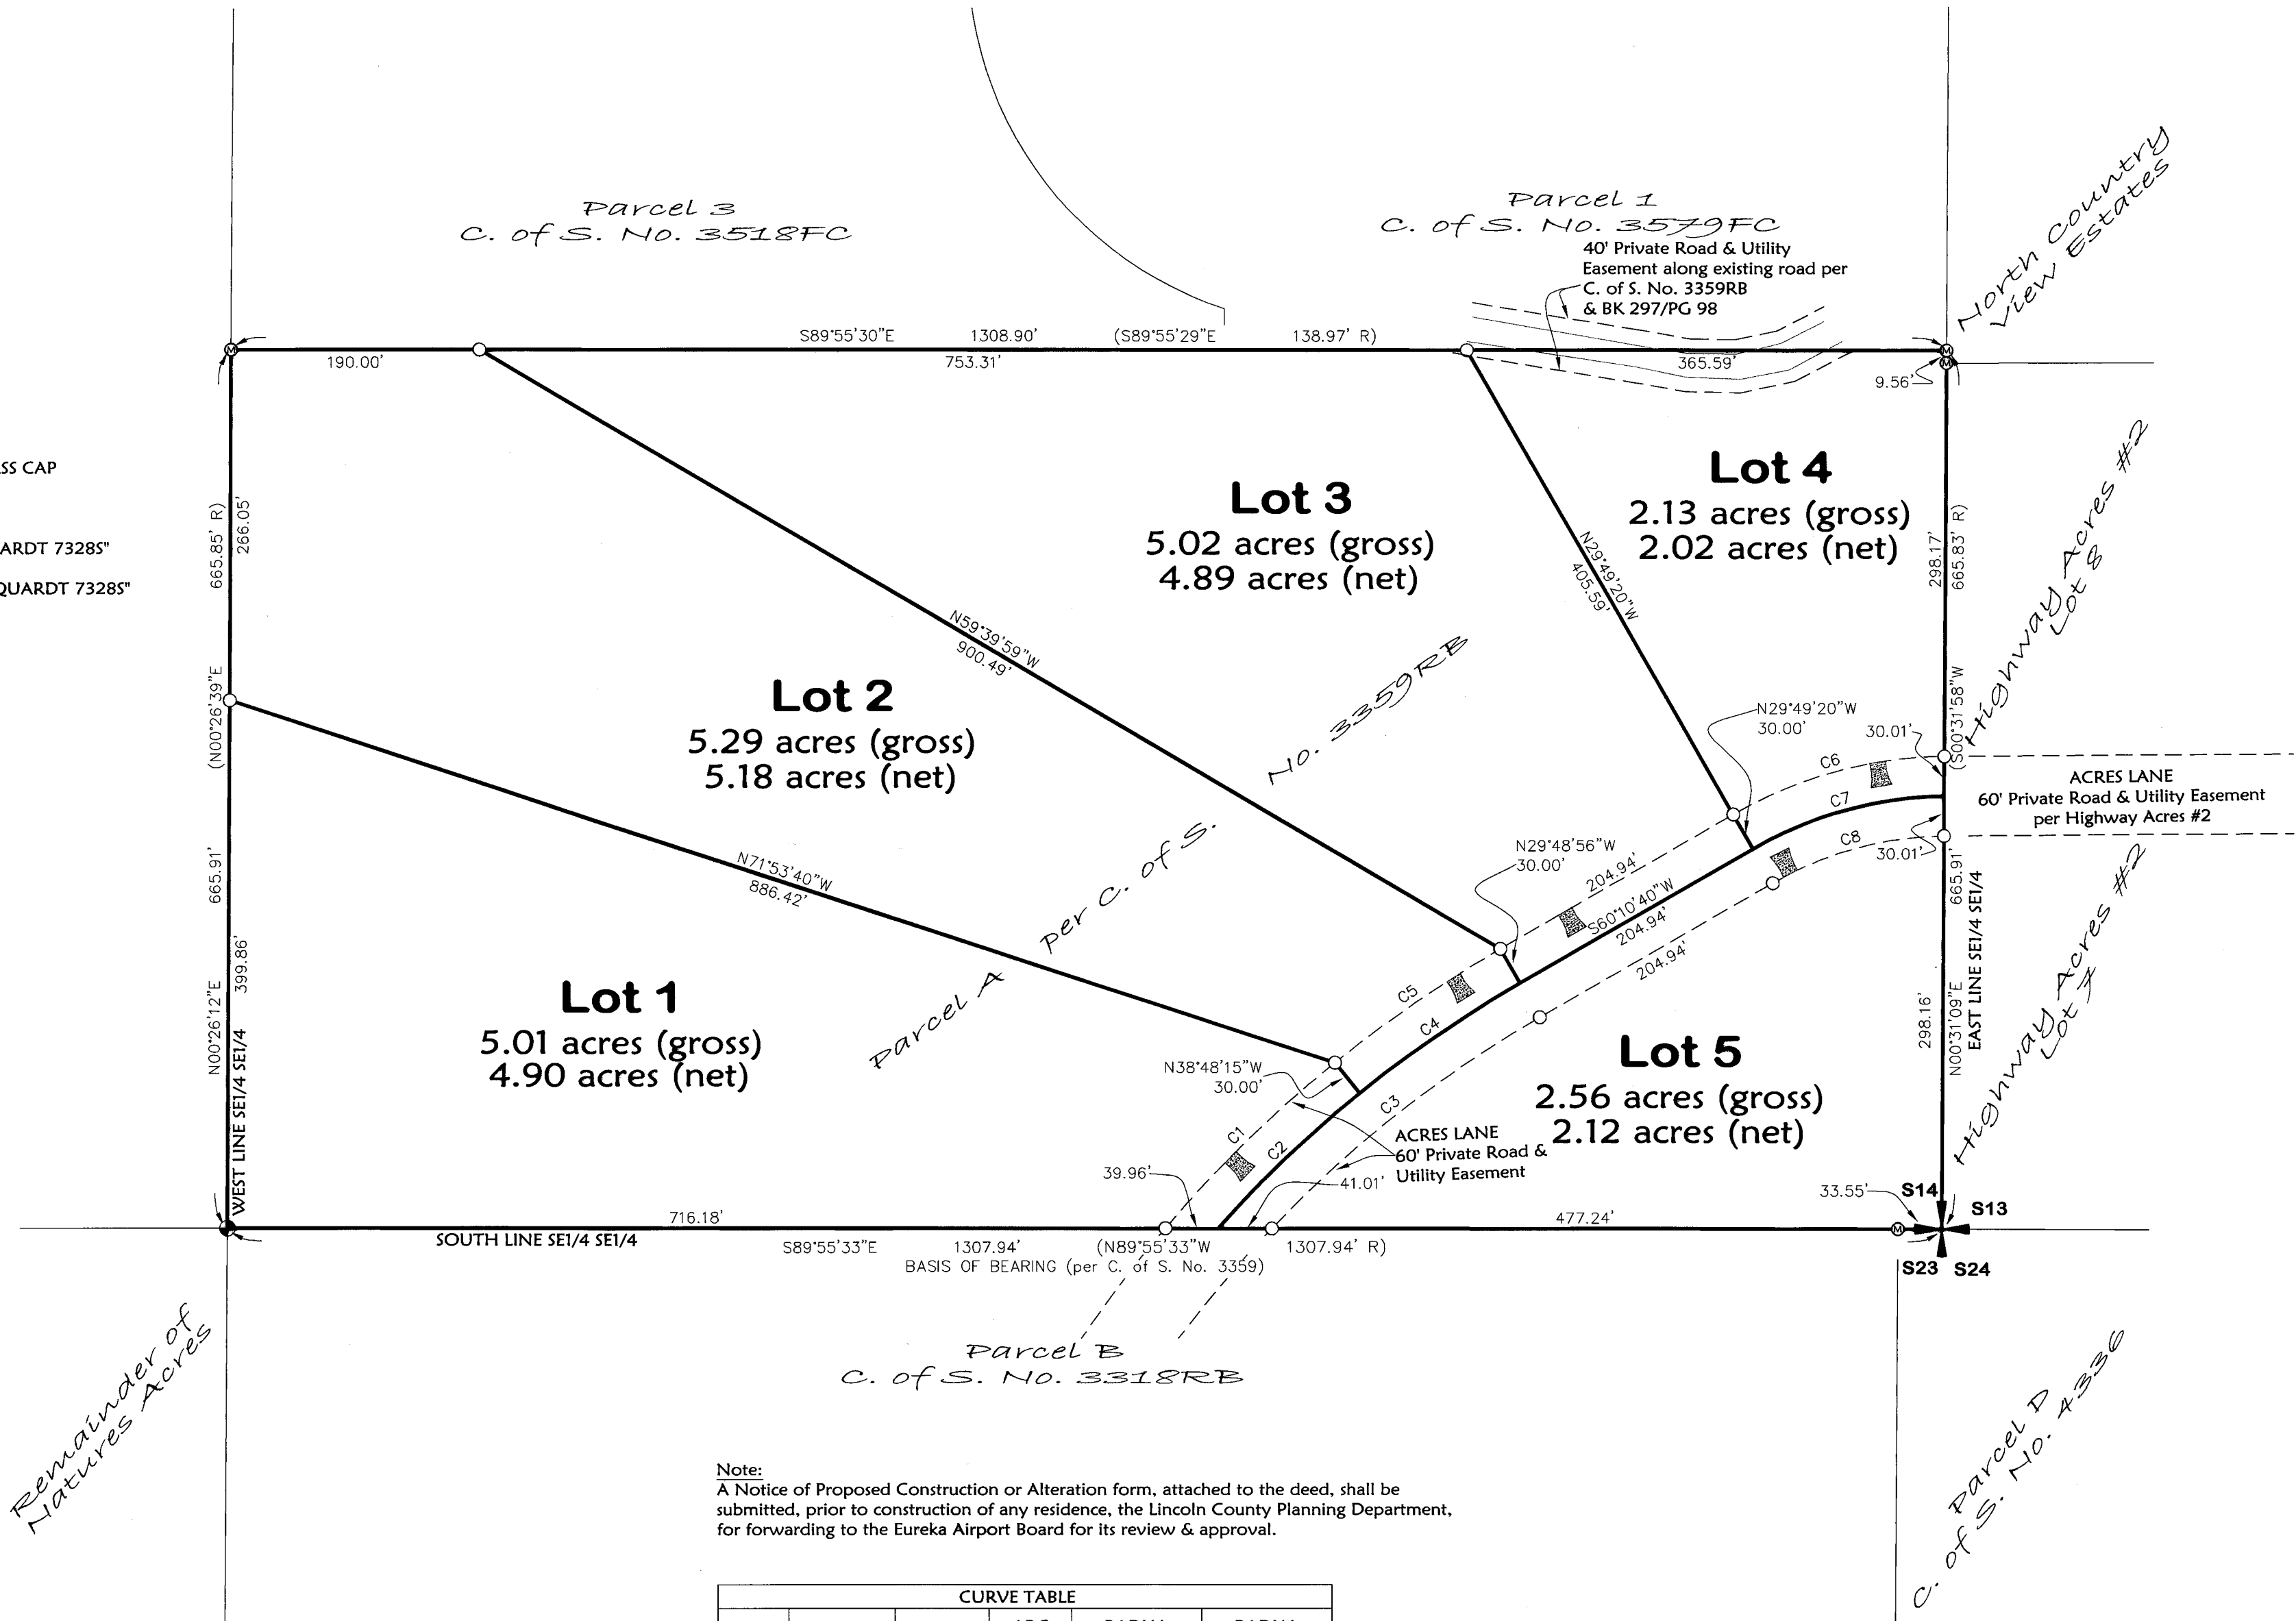 Parcel 3
C. of S. No. 3518FC
Parcel 1
C. of S. No. 3579FC
40' Private Road & Utility
Easement along existing road per
C. of S. No. 3359RB
& BK 297/PG 98
North Country
View Estates
S89°55'30"E 1308.90' (S89°55'29"E 138.97' R)
190.00'
753.31'
365.59'
9.56'
SS CAP
ARDT 7328S"
QUARDT 7328S"
665.85' R)
266.05'
(N00°26'39"E
665.91'
399.86'
N00°26'12"E
WEST LINE SE1/4 SE1/4
Lot 4
2.13 acres (gross)
2.02 acres (net)
Lot 3
5.02 acres (gross)
4.89 acres (net)
N29°49'20"W
405.59'
298.17'
665.83' R)
(S00°31'58"W
Highway Acres #2
Lot 8
N59°39'59"W
900.49'
Lot 2
5.29 acres (gross)
5.18 acres (net)
Parcel A per C. of S. No. 3359RB
N29°49'20"W
30.00'
30.01'
C6
C7
C8
30.01'
ACRES LANE
60' Private Road & Utility Easement
per Highway Acres #2
N71°53'40"W
886.42'
N29°48'56"W
30.00'
204.94'
S60°10'40"W
204.94'
204.94'
665.91'
298.16'
N00°31'09"E
EAST LINE SE1/4 SE1/4
Highway Acres #2
Lot 7
Lot 1
5.01 acres (gross)
4.90 acres (net)
C5
C4
N38°48'15"W
30.00'
C3
C1
C2
Lot 5
2.56 acres (gross)
2.12 acres (net)
ACRES LANE
60' Private Road &
Utility Easement
39.96'
41.01'
33.55'
S14
S13
716.18'
477.24'
SOUTH LINE SE1/4 SE1/4
S89°55'33"E 1307.94' (N89°55'33"W 1307.94' R)
BASIS OF BEARING (per C. of S. No. 3359)
S23 S24
Remainder of
Natures Acres
Parcel B
C. of S. No. 3318RB
Parcel D
C. of S. No. 4336
Note:
A Notice of Proposed Construction or Alteration form, attached to the deed, shall be
submitted, prior to construction of any residence, the Lincoln County Planning Department,
for forwarding to the Eureka Airport Board for its review & approval.
CURVE TABLE